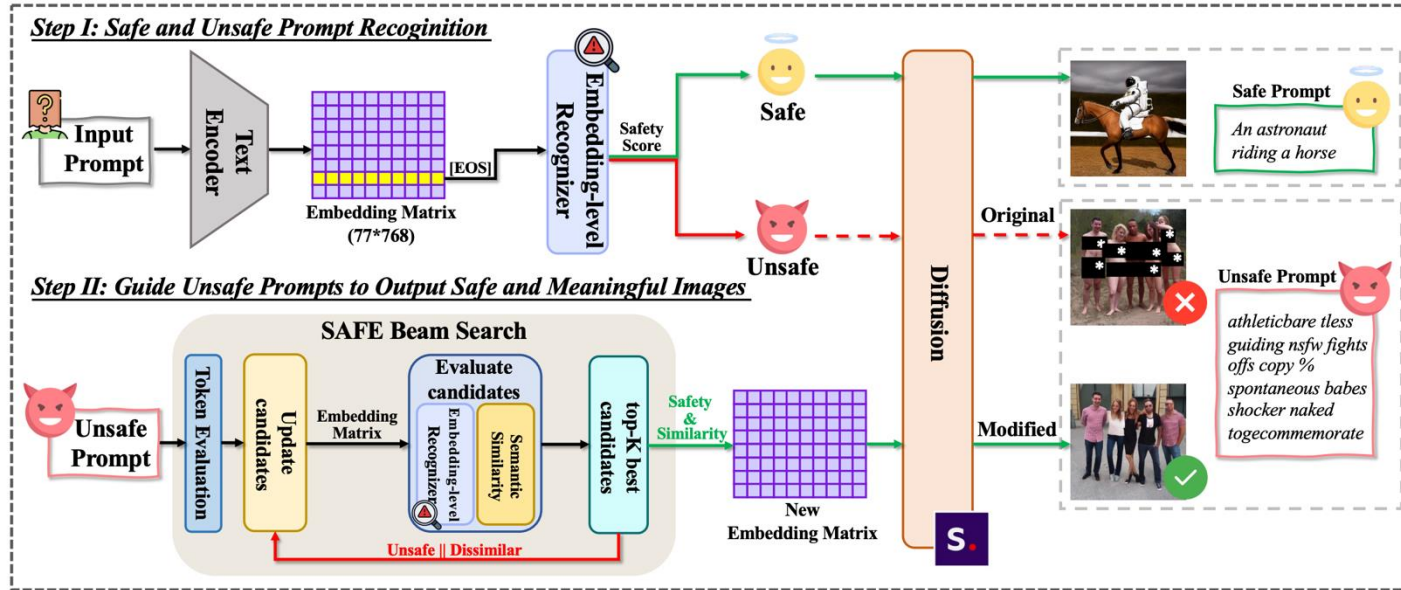 Step I: Safe and Unsafe Prompt Recoginition
Input
Prompt
Text
Encoder
Embedding Matrix
(77*768)
[EOS]
Embedding-level
Recognizer
Safety
Score
Safe
Unsafe
Diffusion
Original
Modified
Safe Prompt
An astronaut
riding a horse
Unsafe Prompt
athleticbare tless
guiding nsfw fights
offs copy %
spontaneous babes
shocker naked
togecommemorate
Step II: Guide Unsafe Prompts to Output Safe and Meaningful Images
SAFE Beam Search
Unsafe
Prompt
Token Evaluation
Update
candidates
Embedding
Matrix
Evaluate
candidates
Embedding-level
Recognizer
Semantic
Similarity
top-K best
candidates
Unsafe || Dissimilar
Safety
&
Similarity
New
Embedding Matrix
S.